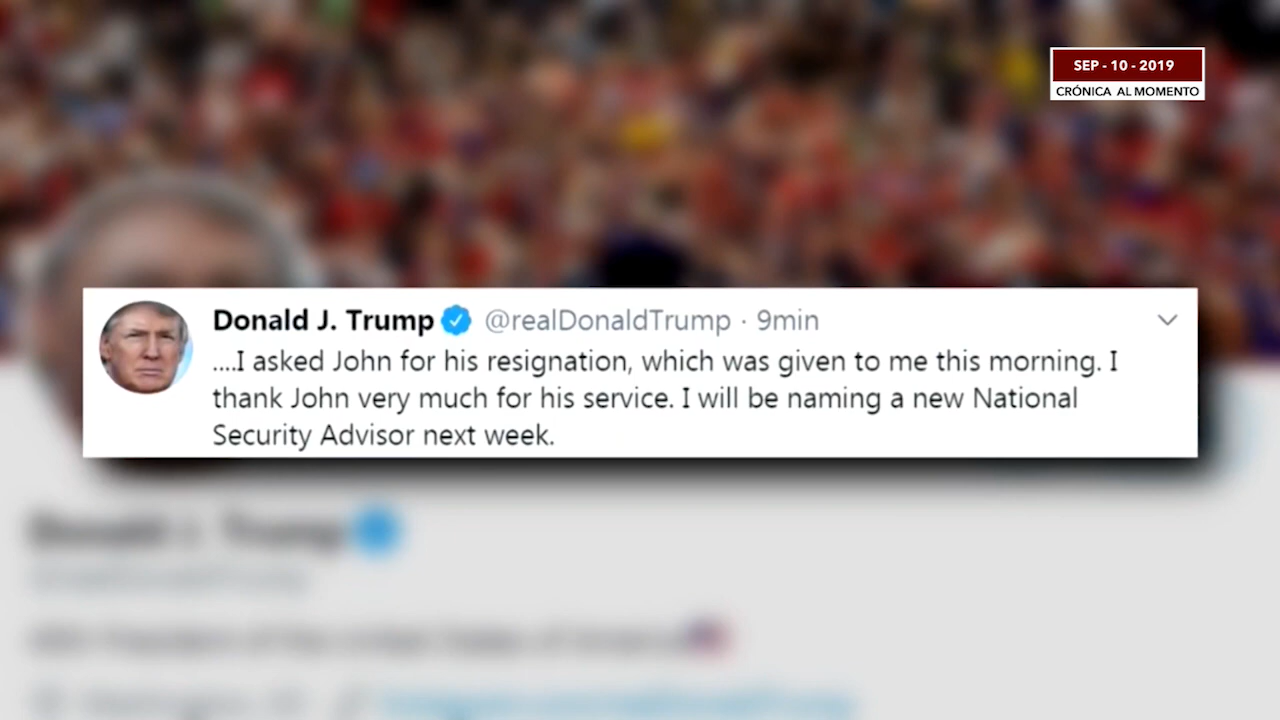 SEP - 10 - 2019
CRÓNICA AL MOMENTO
Donald J. Trump @realDonaldTrump · 9min
....I asked John for his resignation, which was given to me this morning. I
thank John very much for his service. I will be naming a new National
Security Advisor next week.
Donald J. Trump